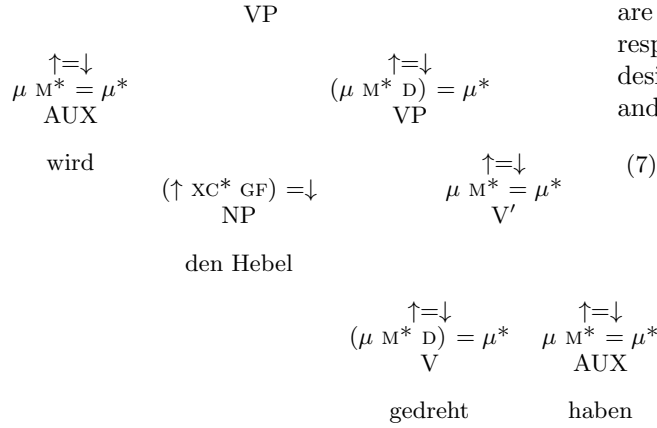 VP
↑=↓
μ M* = μ*
AUX
wird
↑=↓
(μ M* D) = μ*
VP
(↑ XC* GF) =↓
NP
den Hebel
↑=↓
μ M* = μ*
V′
↑=↓
(μ M* D) = μ*
V
gedreht
↑=↓
μ M* = μ*
AUX
haben
are
resp
desi
and
(7)